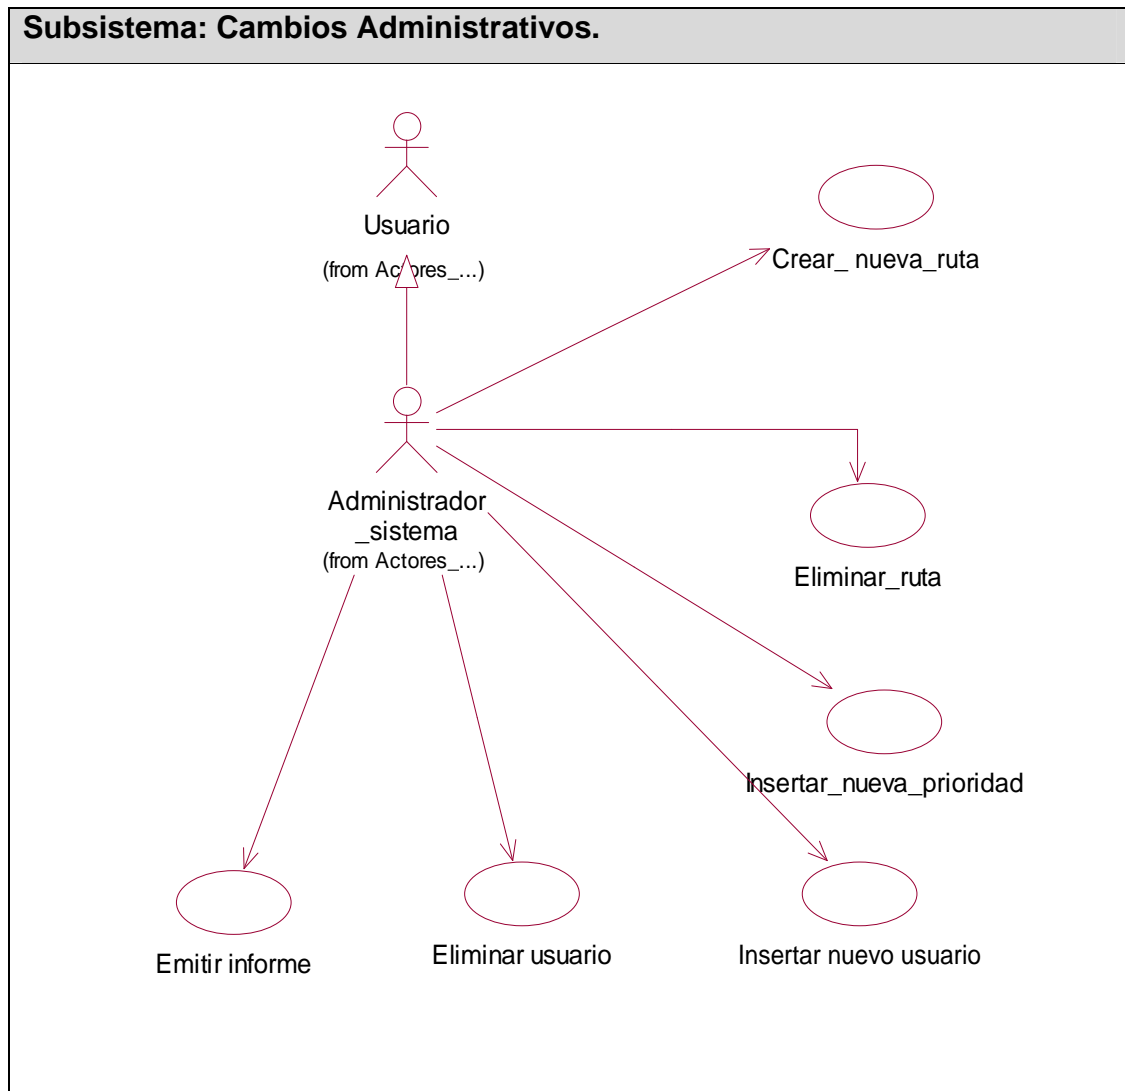 Subsistema: Cambios Administrativos.
Usuario
(from Actores_...)
Crear_ nueva_ruta
Administrador
_sistema
(from Actores_...)
Eliminar_ruta
Insertar_nueva_prioridad
Emitir informe
Eliminar usuario
Insertar nuevo usuario